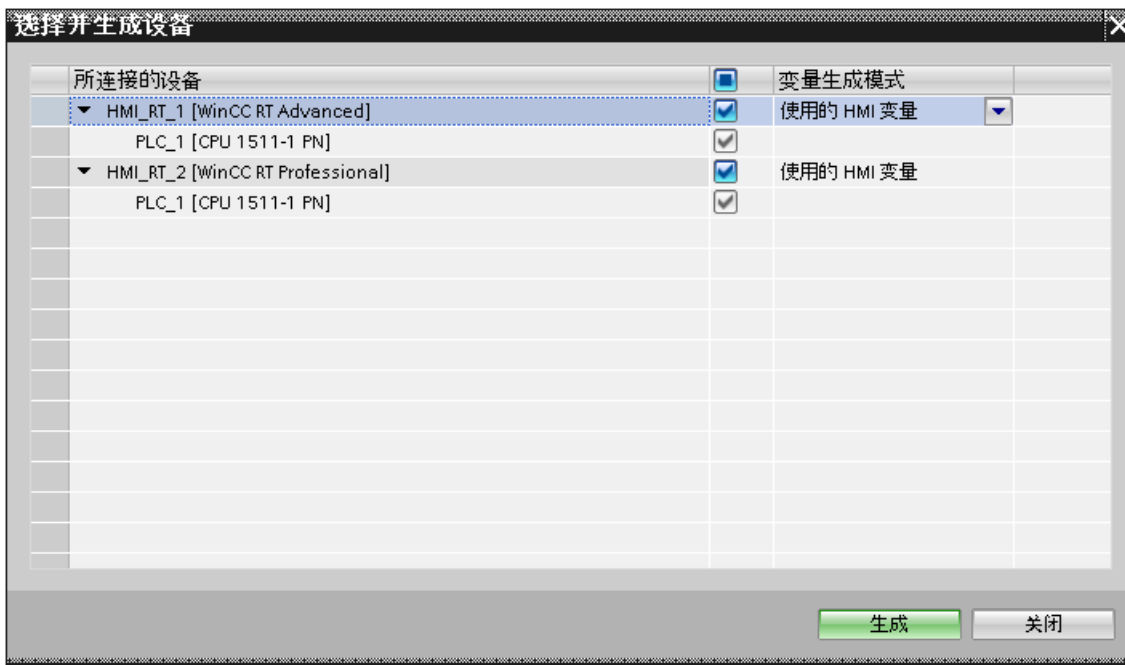 选择并生成设备
所连接的设备 变量生成模式
HMI_RT_1 [WinCC RT Advanced] 使用的 HMI 变量
PLC_1 [CPU 1511-1 PN]
HMI_RT_2 [WinCC RT Professional] 使用的 HMI 变量
PLC_1 [CPU 1511-1 PN]
生成 关闭